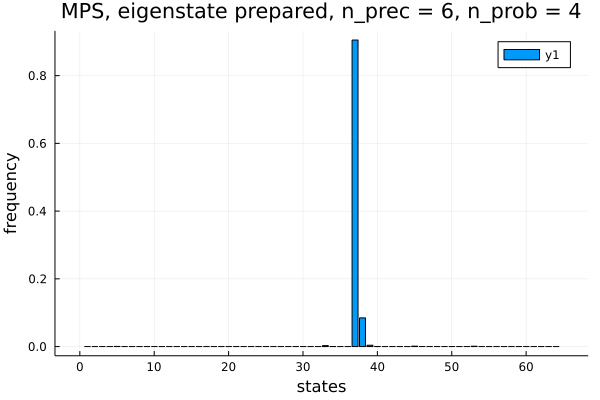 MPS, eigenstate prepared, n_prec = 6, n_prob = 4
y1
frequency
0.8
0.6
0.4
0.2
0.0
0 10 20 30 40 50 60
states